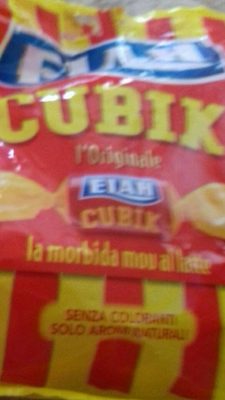 ELAH
CUBIK
l'Originale
ELAH
CUBIK
la morbida mou al latte
SENZA COLORANTI
SOLO AROMI NATURALI